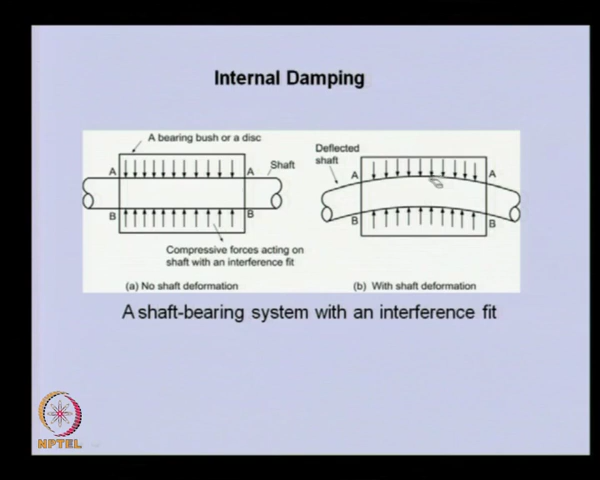 Internal Damping
A bearing bush or a disc
A
A
Shaft
B
B
Compressive forces acting on
shaft with an interference fit
(a) No shaft deformation
Deflected
shaft
A
A
B
B
(b) With shaft deformation
A shaft-bearing system with an interference fit
NPTEL